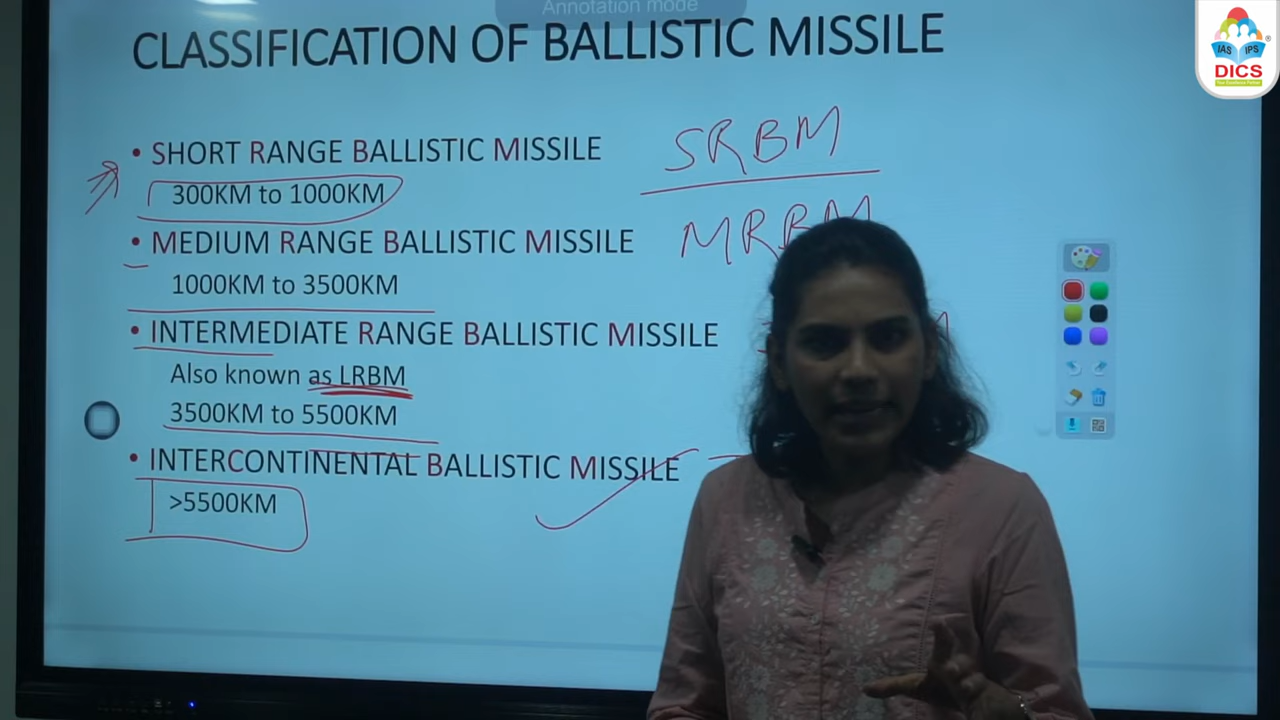 Annotation mode
CLASSIFICATION OF BALLISTIC MISSILE
IAS IPS
DICS
• SHORT RANGE BALLISTIC MISSILE
SRBM
300KM to 1000KM
• MEDIUM RANGE BALLISTIC MISSILE
MRBM
1000KM to 3500KM
• INTERMEDIATE RANGE BALLISTIC MISSILE
Also known as LRBM
3500KM to 5500KM
• INTERCONTINENTAL BALLISTIC MISSILE
>5500KM